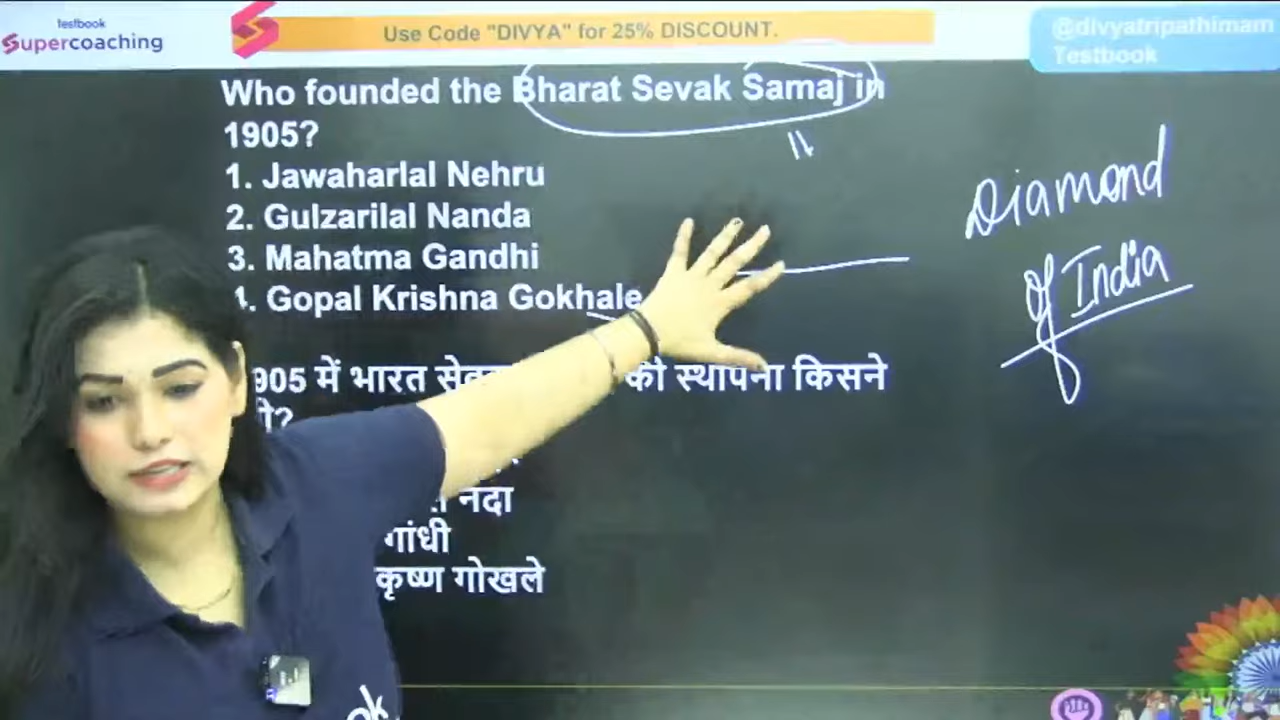 testbook
Supercoaching
Use Code "DIVYA" for 25% DISCOUNT.
@divyatripathimam
Testbook
Who founded the Bharat Sevak Samaj in
1905?
1. Jawaharlal Nehru
2. Gulzarilal Nanda
3. Mahatma Gandhi
4. Gopal Krishna Gokhale
Diamond
Of India
905 में भारत की स्थापना किसने
नंदा
गांधी
कृष्ण गोखले